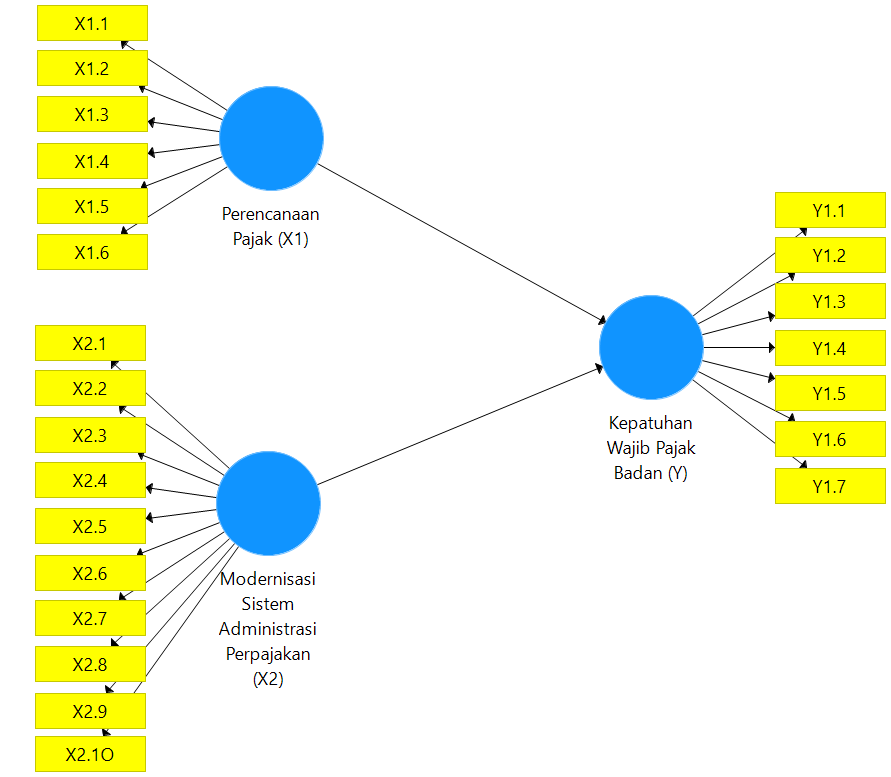 X1.1
X1.2
X1.3
X1.4
X1.5
X1.6
Perencanaan
Pajak (X1)
X2.1
X2.2
X2.3
X2.4
X2.5
X2.6
X2.7
X2.8
X2.9
X2.1O
Modernisasi
Sistem
Administrasi
Perpajakan
(X2)
Kepatuhan
Wajib Pajak
Badan (Y)
Y1.1
Y1.2
Y1.3
Y1.4
Y1.5
Y1.6
Y1.7